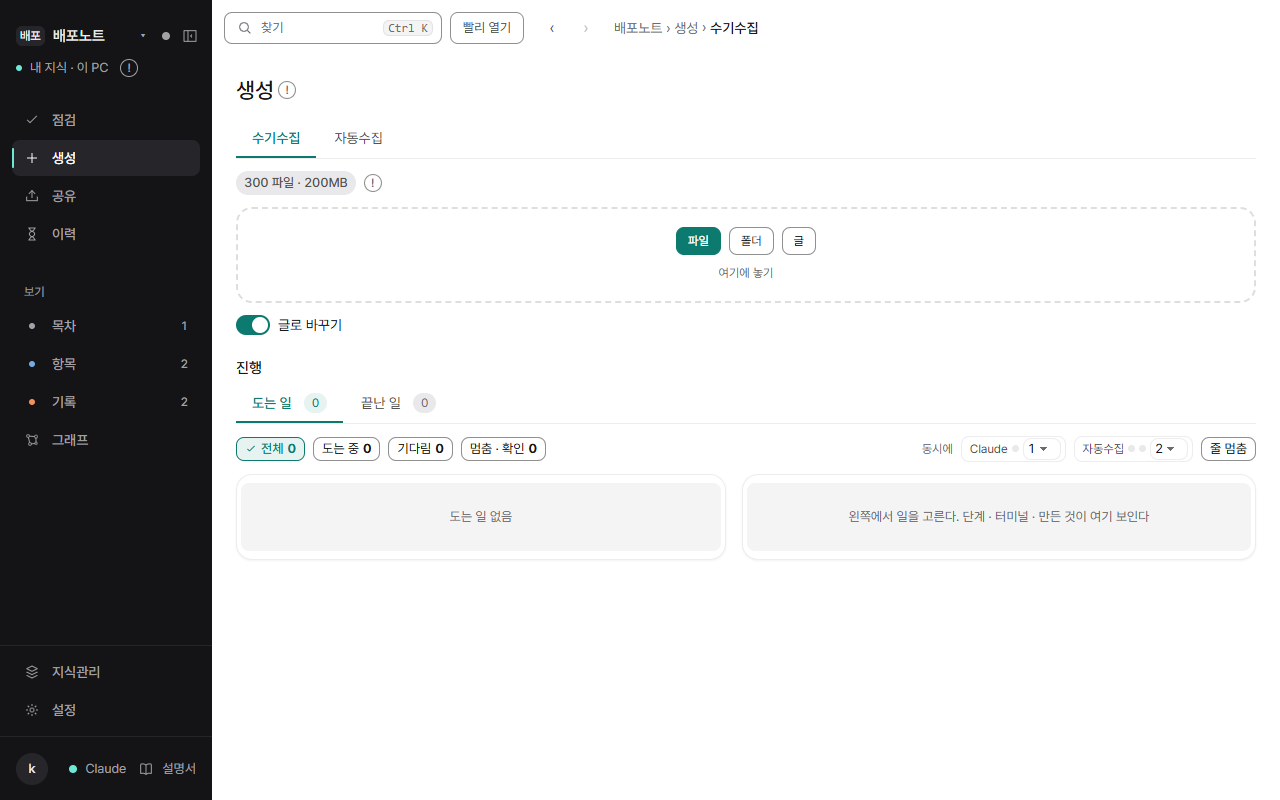 배포 배포노트
내 지식 · 이 PC !
점검
생성
공유
이력
보기
목차 1
항목 2
기록 2
그래프
지식관리
설정
k Claude 설명서
찾기 Ctrl K 빨리 열기 ‹ › 배포노트 › 생성 › 수기수집
생성 !
수기수집 자동수집
300 파일 · 200MB !
파일 폴더 글
여기에 놓기
글로 바꾸기
진행
도는 일 0 끝난 일 0
전체 0 도는 중 0 기다림 0 멈춤 · 확인 0 동시에 Claude 1 자동수집 2 줄 멈춤
도는 일 없음
왼쪽에서 일을 고른다. 단계 · 터미널 · 만든 것이 여기 보인다